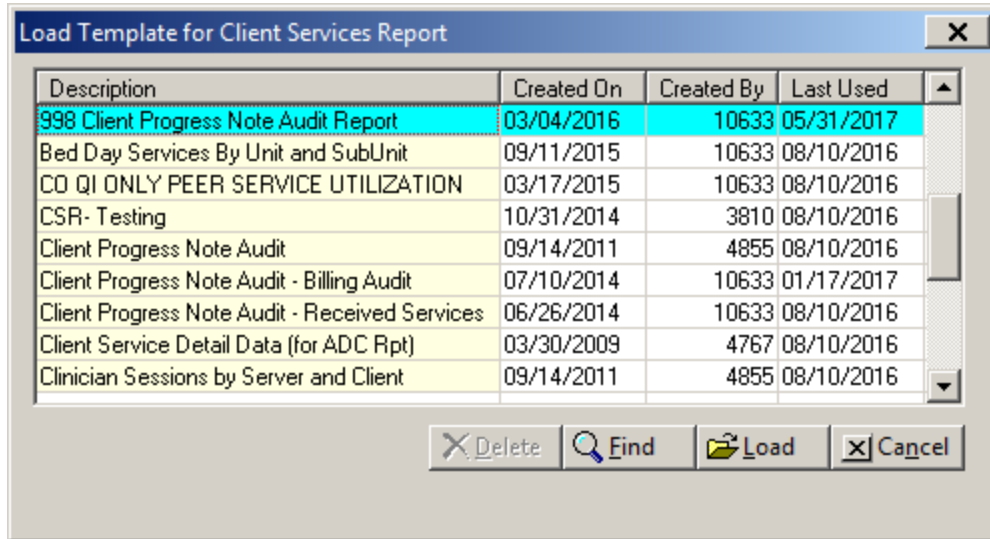 Load Template for Client Services Report
Description Created On Created By Last Used
998 Client Progress Note Audit Report 03/04/2016 10633 05/31/2017
Bed Day Services By Unit and SubUnit 09/11/2015 10633 08/10/2016
CO QI ONLY PEER SERVICE UTILIZATION 03/17/2015 10633 08/10/2016
CSR- Testing 10/31/2014 3810 08/10/2016
Client Progress Note Audit 09/14/2011 4855 08/10/2016
Client Progress Note Audit - Billing Audit 07/10/2014 10633 01/17/2017
Client Progress Note Audit - Received Services 06/26/2014 10633 08/10/2016
Client Service Detail Data (for ADC Rpt) 03/30/2009 4767 08/10/2016
Clinician Sessions by Server and Client 09/14/2011 4855 08/10/2016
Delete Find Load Cancel